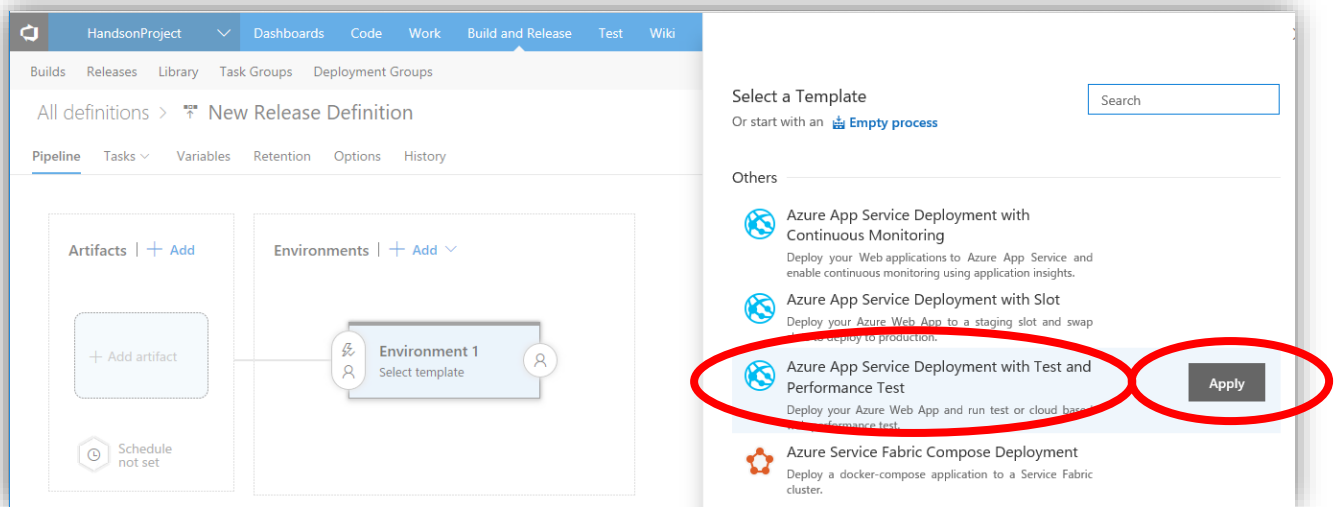 HandsonProject Dashboards Code Work Build and Release Test Wiki
Builds Releases Library Task Groups Deployment Groups
All definitions > New Release Definition
Pipeline Tasks Variables Retention Options History
Artifacts | + Add
Environments | + Add
+ Add artifact
Environment 1
Select template
Schedule
not set
Select a Template
Search
Or start with an Empty process
Others
Azure App Service Deployment with
Continuous Monitoring
Deploy your Web applications to Azure App Service and
enable continuous monitoring using application insights.
Azure App Service Deployment with Slot
Deploy your Azure Web App to a staging slot and swap
to deploy to production.
Azure App Service Deployment with Test and
Performance Test
Apply
Deploy your Azure Web App and run test or cloud based
performance test.
Azure Service Fabric Compose Deployment
Deploy a docker-compose application to a Service Fabric
cluster.